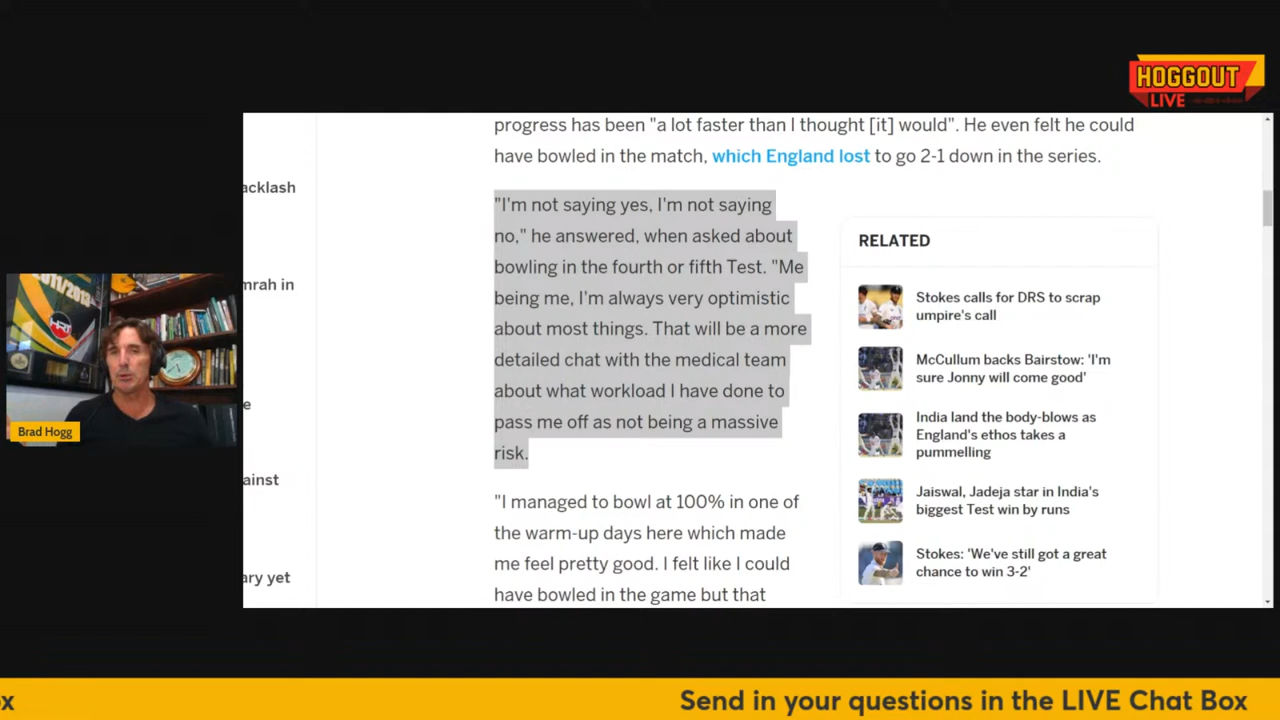 HOGGOUT
LIVE
progress has been "a lot faster than I thought [it] would". He even felt he could
have bowled in the match, which England lost to go 2-1 down in the series.
acklash
mrah in
e
ainst
ary yet
"I'm not saying yes, I'm not saying
no," he answered, when asked about
bowling in the fourth or fifth Test. "Me
being me, I'm always very optimistic
about most things. That will be a more
detailed chat with the medical team
about what workload I have done to
pass me off as not being a massive
risk.
"I managed to bowl at 100% in one of
the warm-up days here which made
me feel pretty good. I felt like I could
have bowled in the game but that
RELATED
Stokes calls for DRS to scrap
umpire's call
McCullum backs Bairstow: 'I'm
sure Jonny will come good'
India land the body-blows as
England's ethos takes a
pummelling
Jaiswal, Jadeja star in India's
biggest Test win by runs
Stokes: 'We've still got a great
chance to win 3-2'
2011/2012
Brad Hogg
x
Send in your questions in the LIVE Chat Box